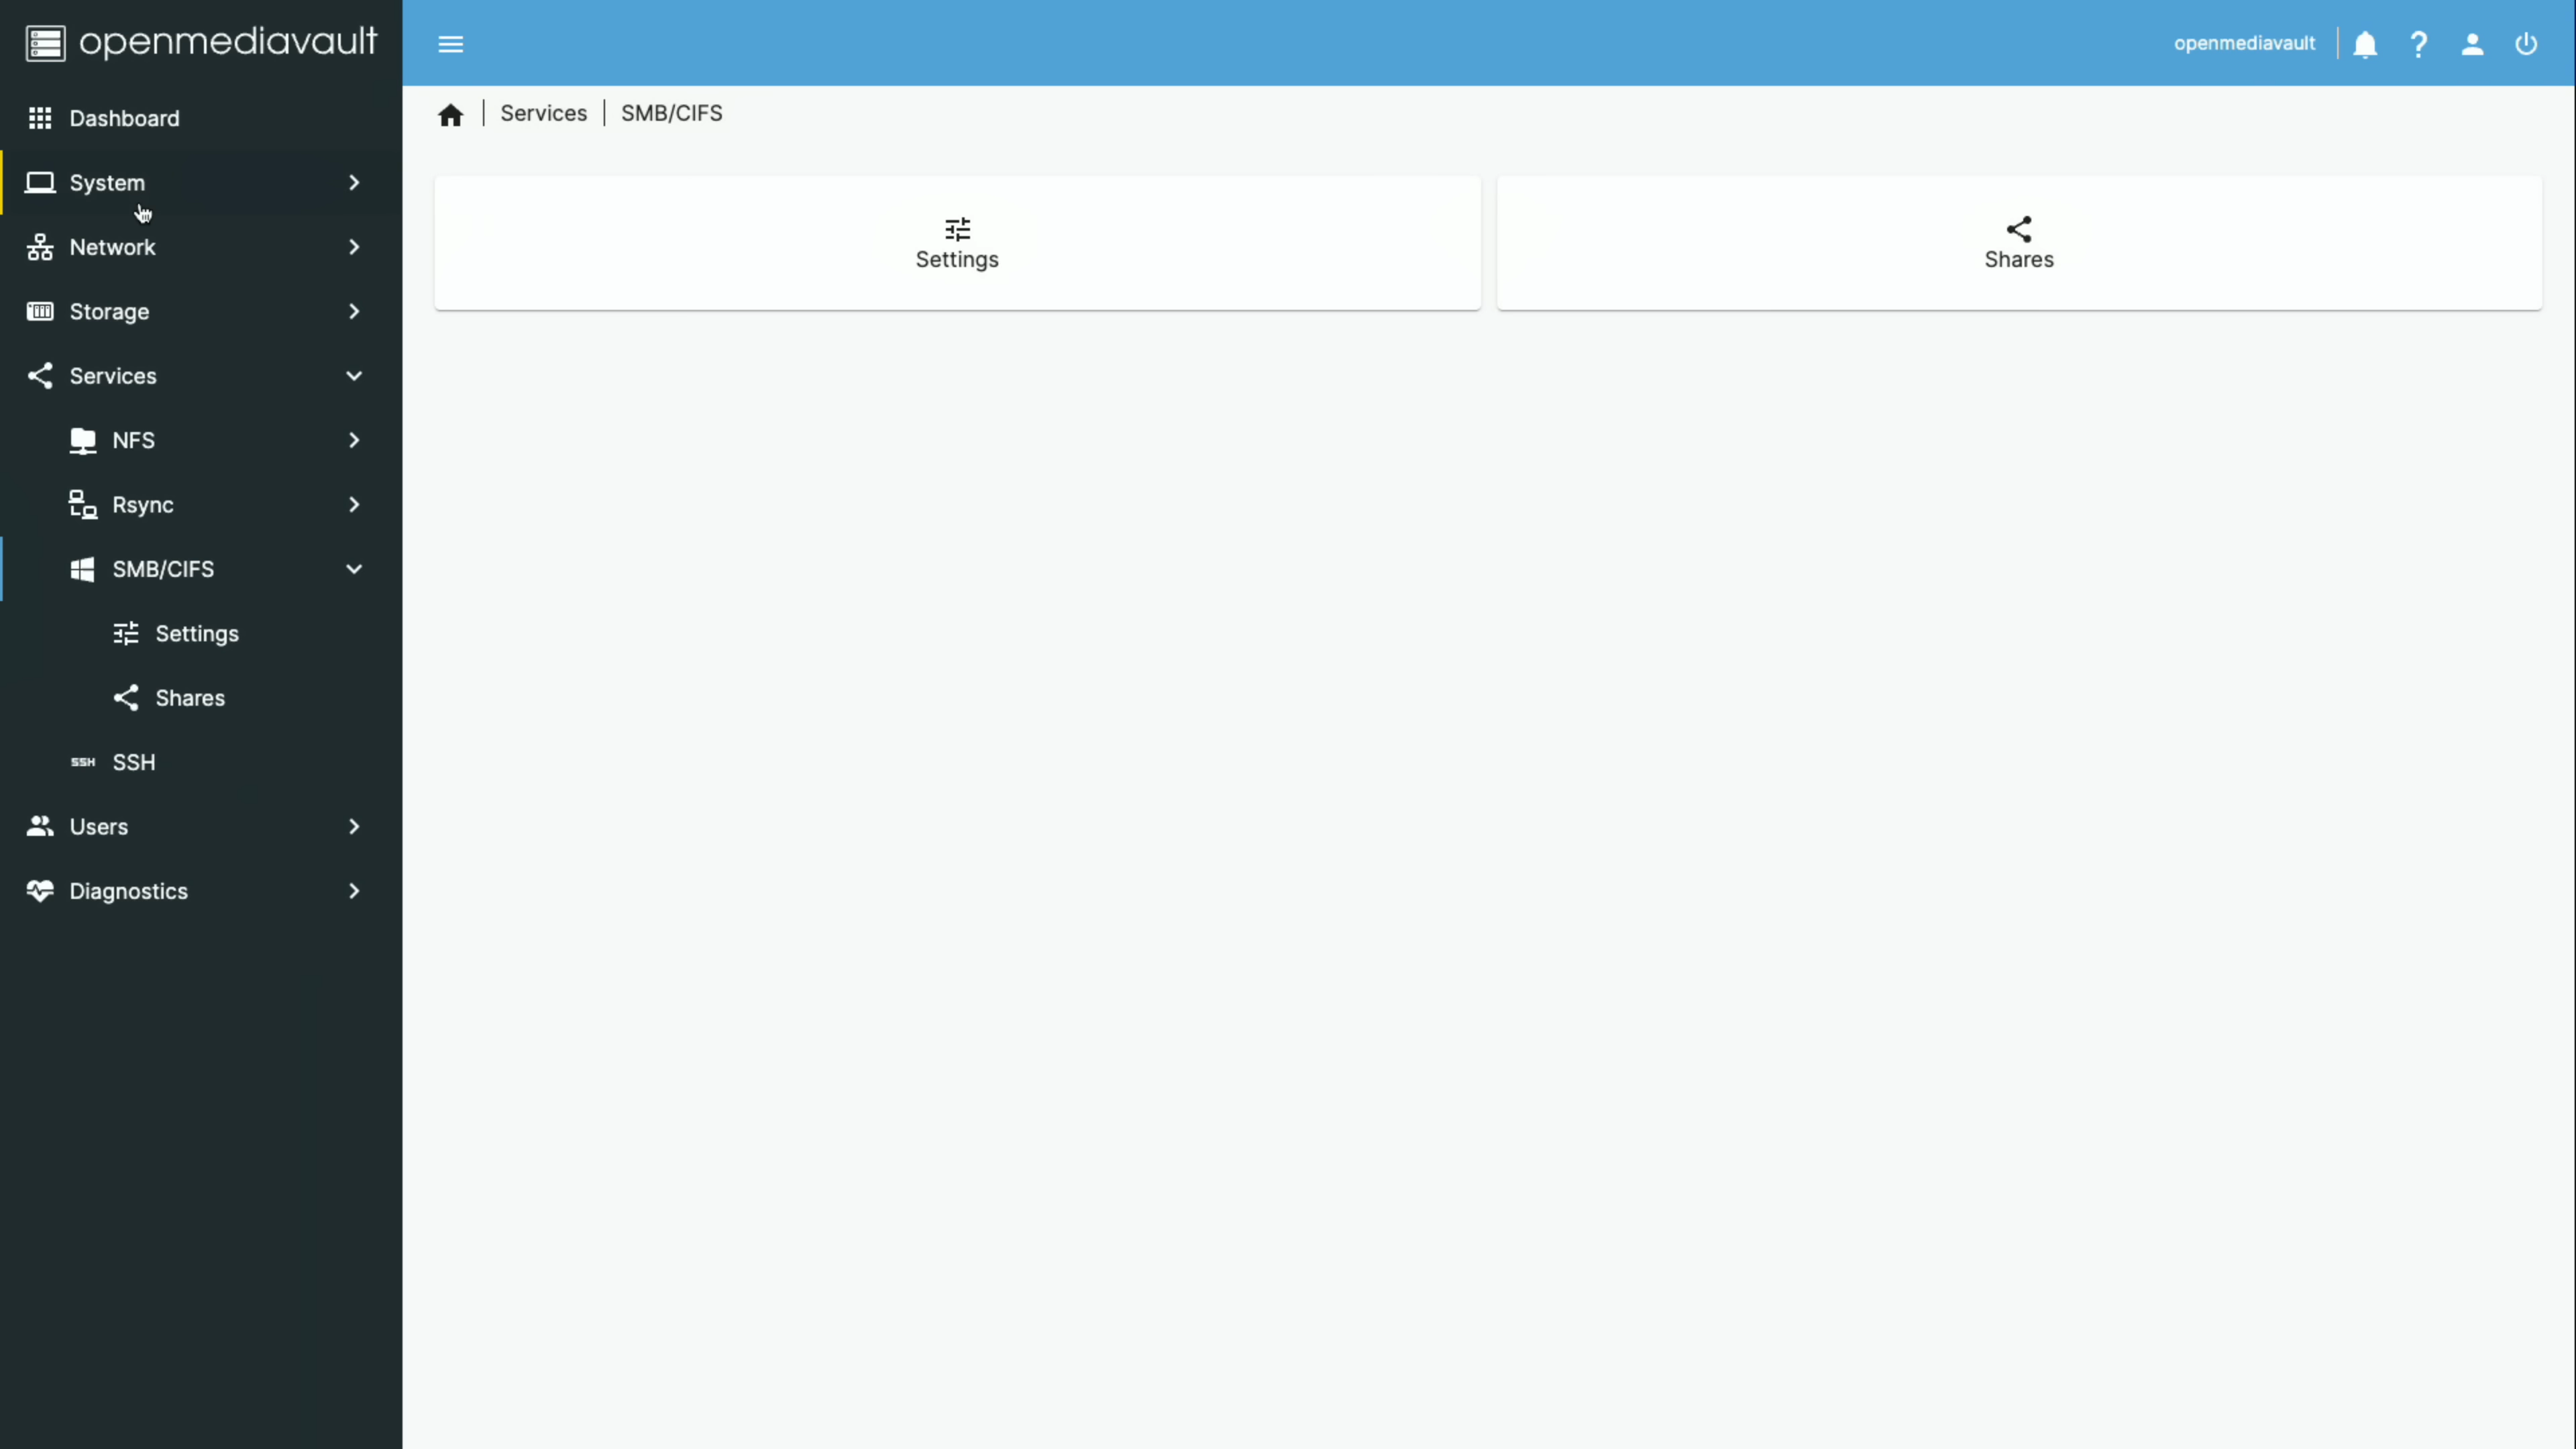 openmediavault
Dashboard
System
Network
Storage
Services
NFS
Rsync
SMB/CIFS
Settings
Shares
SSH SSH
Users
Diagnostics
openmediavault
?
Services | SMB/CIFS
Settings
Shares